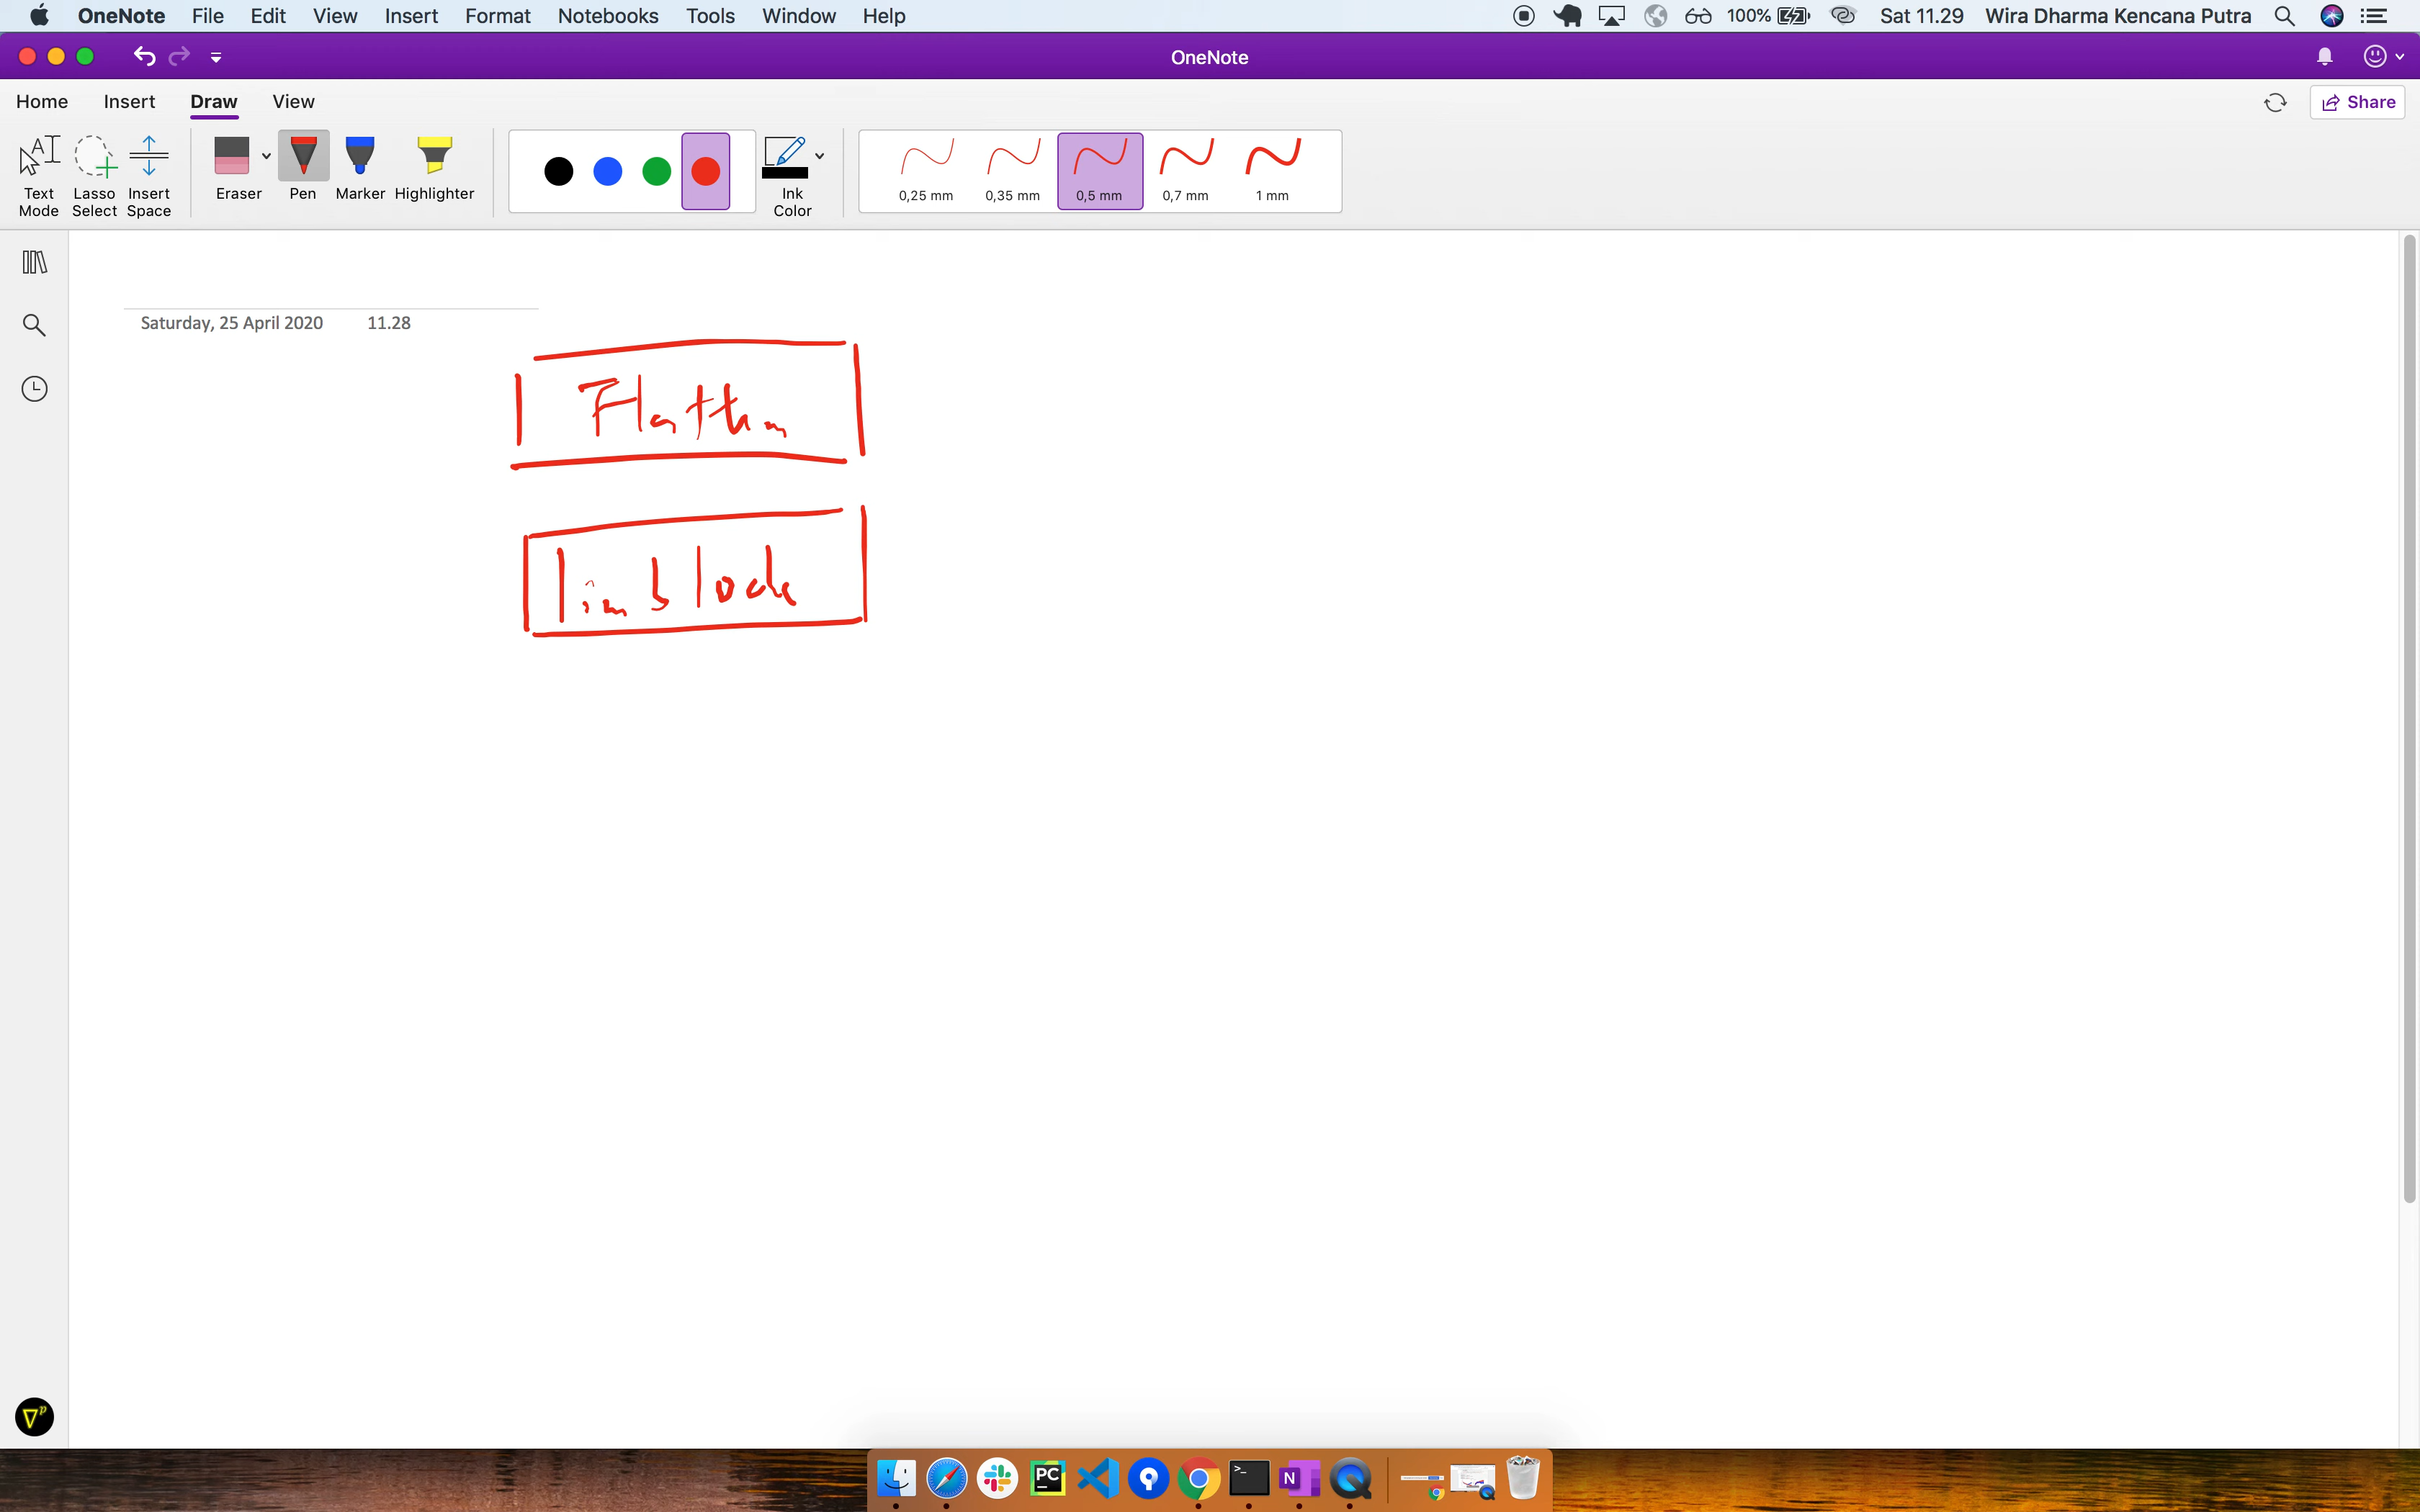 OneNote File Edit View Insert Format Notebooks Tools Window Help 100% Sat 11.29 Wira Dharma Kencana Putra
OneNote
Home Insert Draw View Share
Text Mode Lasso Select Insert Space Eraser Pen Marker Highlighter Ink Color 0,25 mm 0,35 mm 0,5 mm 0,7 mm 1 mm
Saturday, 25 April 2020 11.28